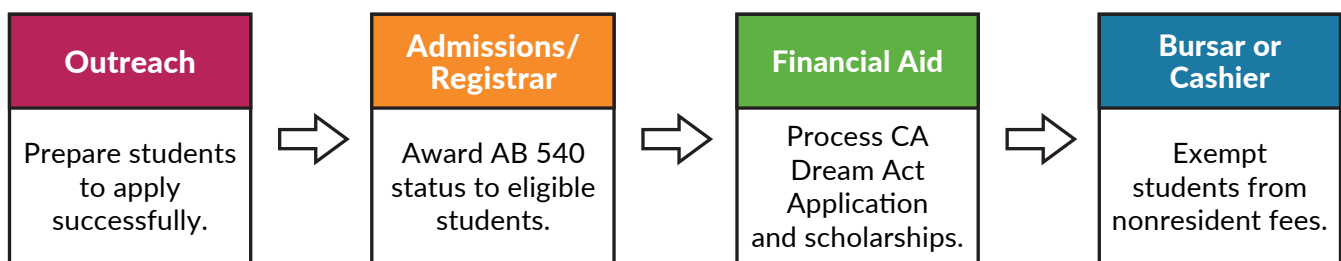 Outreach
Prepare students
to apply
successfully.
Admissions/
Registrar
Award AB 540
status to eligible
students.
Financial Aid
Process CA
Dream Act
Application
and scholarships.
Bursar or
Cashier
Exempt
students from
nonresident fees.